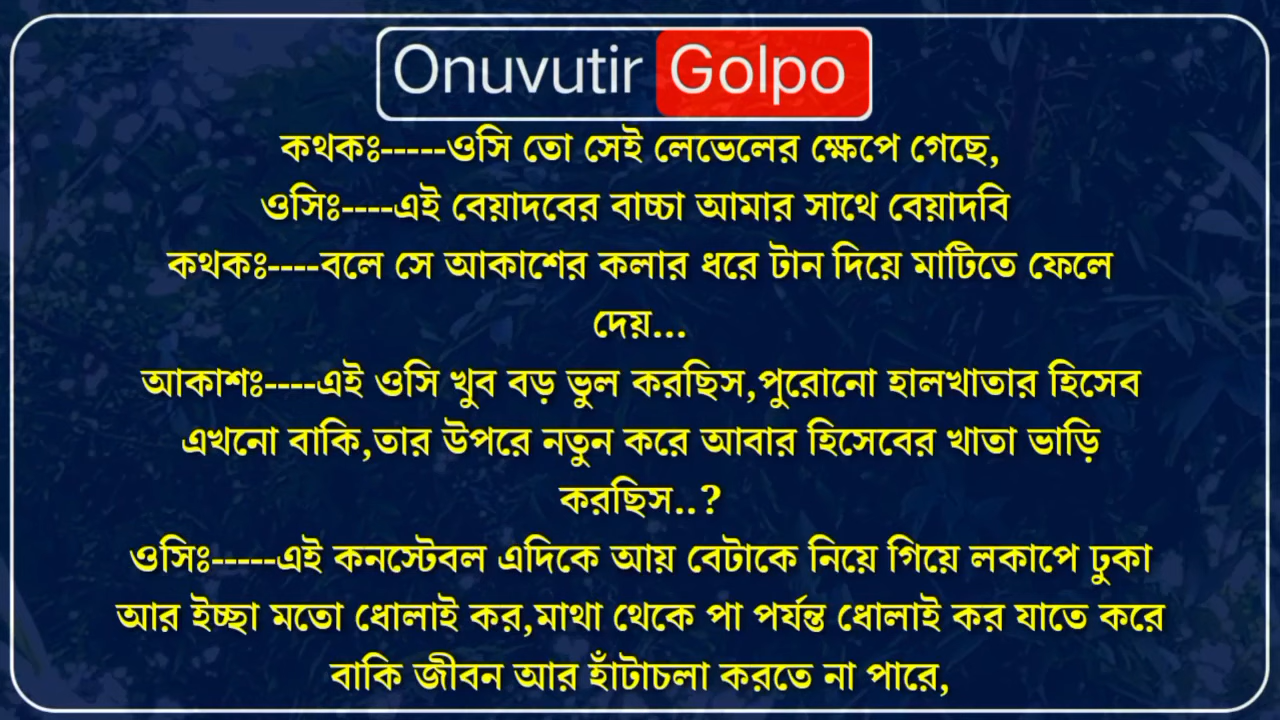 Onuvutir Golpo
কথকঃ-----ওসি তো সেই লেভেলের ক্ষেপে গেছে,
ওসিঃ----এই বেয়াদবের বাচ্চা আমার সাথে বেয়াদবি
কথকঃ----বলে সে আকাশের কলার ধরে টান দিয়ে মাটিতে ফেলে
দেয়...
আকাশঃ----এই ওসি খুব বড় ভুল করছিস,পুরোনো হালখাতার হিসেব
এখনো বাকি,তার উপরে নতুন করে আবার হিসেবের খাতা ভাড়ি
করছিস..?
ওসিঃ-----এই কনস্টেবল এদিকে আয় বেটাকে নিয়ে গিয়ে লকাপে ঢুকা
আর ইচ্ছা মতো ধোলাই কর,মাথা থেকে পা পর্যন্ত ধোলাই কর যাতে করে
বাকি জীবন আর হাঁটাচলা করতে না পারে,